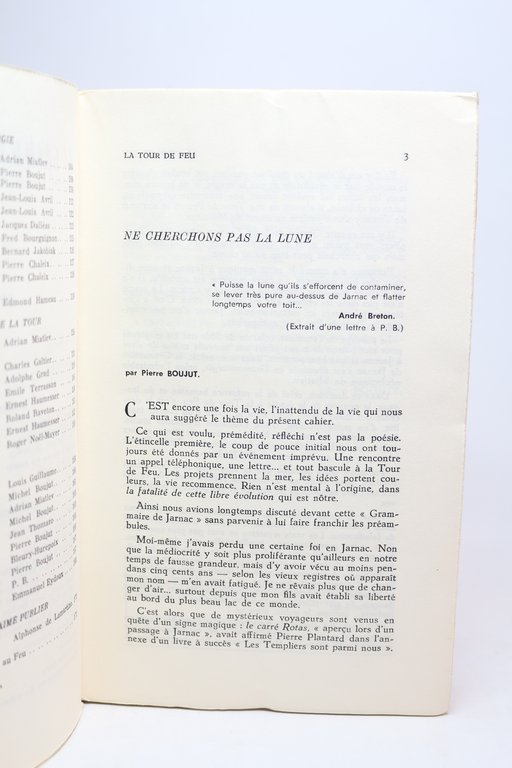 GIE
Adrian Miatlev
Pierre Boujut
Pierre Boujut
Jean-Louis Avril
Jean-Louis Avril
Jacques Dalléas
Fred Bourguignon
Bernard Jakobiak
Pierre Chaleix
Pierre Chaleix
Edmond Humeau
E LA TOUR
Adrian Miatlev
Charles Geltier
Adolphe Grad
Emile Terrasson
Ernest Haumesser
Roland Bavelon
Ernest Haumesser
Roger Noël-Mayer
Louis Guillaume
Michel Boujut
Adrian Miatlev
Michel Boujut
Jean Thomaro
Pierre Boujut
Bleury-Hurepoix
Pierre Boujut
P. B.
Emmanuel Eydoux
AIME PUBLIER
Alphonse de Lamartine
au Feu
LA TOUR DE FEU 3
NE CHERCHONS PAS LA LUNE
« Puisse la lune qu'ils s'efforcent de contaminer,
se lever très pure au-dessus de Jarnac et flatter
longtemps votre toit...
André Breton.
(Extrait d'une lettre à P. B.)
par Pierre BOUJUT.
C'EST encore une fois la vie, l'inattendu de la vie qui nous
aura suggéré le thème du présent cahier.
Ce qui est voulu, prémédité, réfléchi n'est pas la poésie.
L'étincelle première, le coup de pouce initial nous ont tou-
jours été donnés par un événement imprévu. Une rencontre
un appel téléphonique, une lettre... et tout bascule à la Tour
de Feu. Les projets prennent la mer, les idées portent cou-
leurs, la vie recommence. Rien n'est mental à l'origine, dans
la fatalité de cette libre évolution qui est nôtre.
Ainsi nous avions longtemps discuté devant cette « Gram-
maire de Jarnac » sans parvenir à lui faire franchir les préam-
bules.
Moi-même j'avais perdu une certaine foi en Jarnac. Non
que la médiocrité y soit plus proliférante qu'ailleurs en notre
temps de fausse grandeur, mais d'y avoir vécu au moins pen-
dans cinq cents ans — selon les vieux registres où apparaît
mon nom — m'en avait fatigué. Je ne rêvais plus que de chan-
ger d'air... surtout depuis que mon fils avait établi sa liberté
au bord du plus beau lac de ce monde.
C'est alors que de mystérieux voyageurs sont venus en
quête d'un signe magique : le carré Rotas, « aperçu lors d'un
passage à Jarnac », avait affirmé Pierre Plantard dans l'an-
nexe d'un livre à succès « Les Templiers sont parmi nous ».